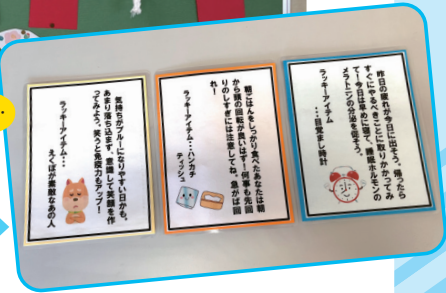 昨日の疲れが今日に出そう。帰ったら
すぐにやるべきことに取りかかってみ
て！今日は早めに寝て、睡眠ホルモンの
メラトニンの分泌を促そう。
ラッキーアイテム
・・・目覚まし時計
朝ごはんをしっかり食べたあなたは朝
から頭の回転が良いはず！何事も先回
りのしすぎには注意してね。急がば回
れ！
ラッキーアイテム・・・ハンカチ
ティッシュ
気持ちがブルーになりやすい日かも。
あまり落ち込まず、意識して笑顔を作
ってみよう。笑うと免疫力もアップ！
ラッキーアイテム・・・
えくぼが素敵なあの人